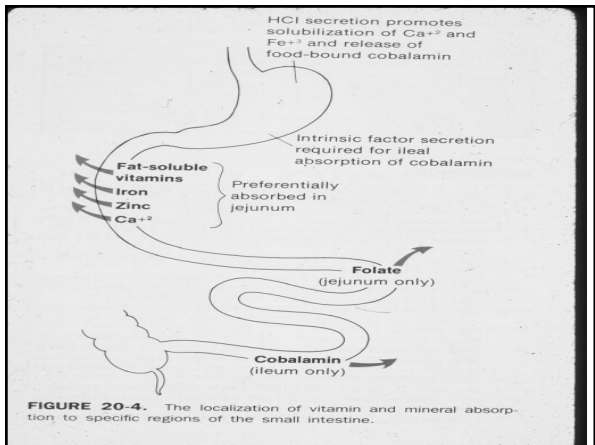 HCl secretion promotes
solubilization of Ca+2 and
Fe+3 and release of
food-bound cobalamin
Intrinsic factor secretion
required for ileal
absorption of cobalamin
Fat-soluble
vitamins
Iron
Zinc
Ca+2
Preferentially
absorbed in
jejunum
Folate
(jejunum only)
Cobalamin
(ileum only)
FIGURE 20-4. The localization of vitamin and mineral absorp-
tion to specific regions of the small intestine.